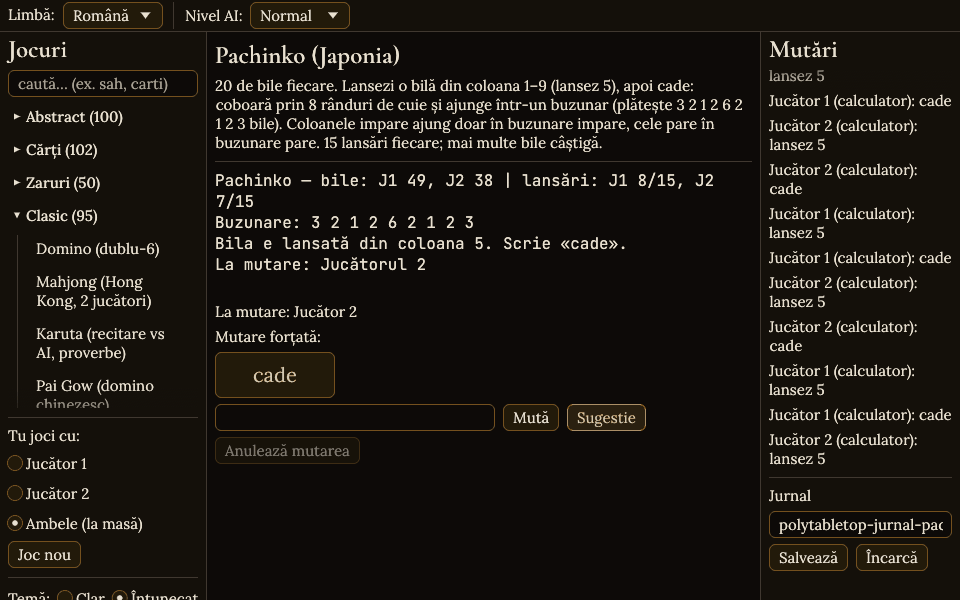 Limbă: Română Nivel AI: Normal
Jocuri
caută... (ex. sah, carti)
Abstract (100)
Cărți (102)
Zaruri (50)
Clasic (95)
Domino (dublu-6)
Mahjong (Hong
Kong, 2 jucători)
Karuta (recitare vs
AI, proverbe)
Pai Gow (domino
chinezesc)
Tu joci cu:
Jucător 1
Jucător 2
Ambele (la masă)
Joc nou
Temă: Clar Întunecat
Pachinko (Japonia)
20 de bile fiecare. Lansezi o bilă din coloana 1–9 (lansez 5), apoi cade:
coboară prin 8 rânduri de cuie și ajunge într-un buzunar (plătește 3 2 1 2 6 2
1 2 3 bile). Coloanele impare ajung doar în buzunare impare, cele pare în
buzunare pare. 15 lansări fiecare; mai multe bile câștigă.
Pachinko — bile: J1 49, J2 38 | lansări: J1 8/15, J2
7/15
Buzunare: 3 2 1 2 6 2 1 2 3
Bila e lansată din coloana 5. Scrie «cade».
La mutare: Jucătorul 2
La mutare: Jucător 2
Mutare forțată:
cade
Mută Sugestie
Anulează mutarea
Mutări
lansez 5
Jucător 1 (calculator): cade
Jucător 2 (calculator):
lansez 5
Jucător 2 (calculator):
cade
Jucător 1 (calculator):
lansez 5
Jucător 1 (calculator): cade
Jucător 2 (calculator):
lansez 5
Jucător 2 (calculator):
cade
Jucător 1 (calculator):
lansez 5
Jucător 1 (calculator): cade
Jucător 2 (calculator):
lansez 5
Jurnal
polytabletop-jurnal-pac
Salvează Încarcă